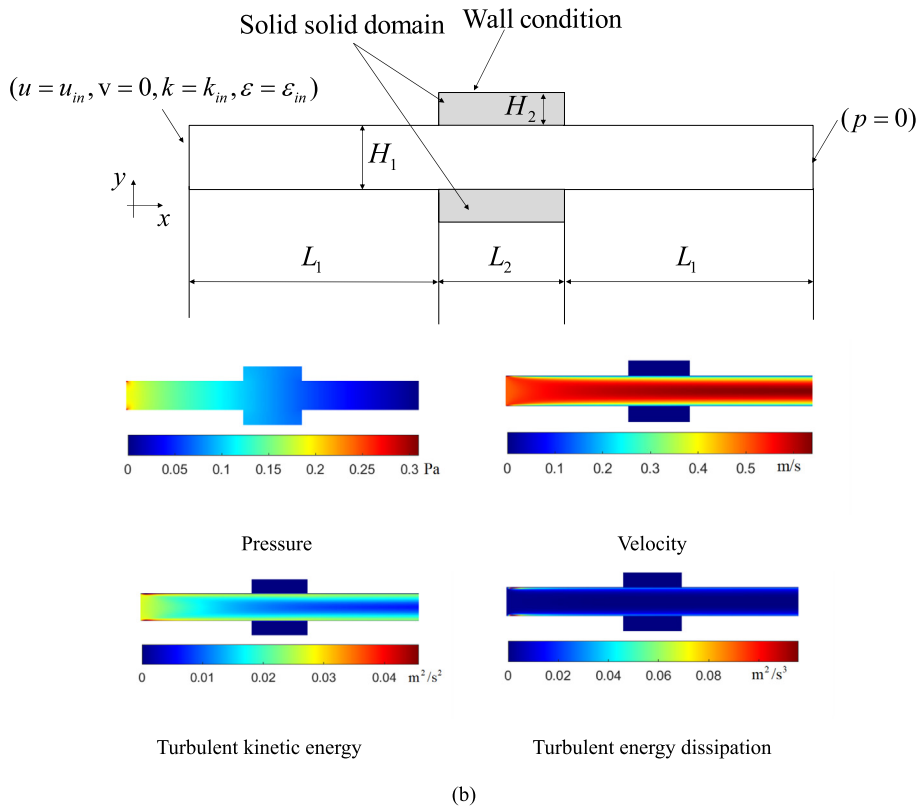 Solid solid domain
Wall condition
(u = u_in, v = 0, k = k_in, ε = ε_in)
H_2
(p = 0)
H_1
y
x
L_1
L_2
L_1
0 0.05 0.1 0.15 0.2 0.25 0.3 Pa
0 0.1 0.2 0.3 0.4 0.5 m/s
Pressure
Velocity
0 0.01 0.02 0.03 0.04 m²/s²
0 0.02 0.04 0.06 0.08 m²/s³
Turbulent kinetic energy
Turbulent energy dissipation
(b)